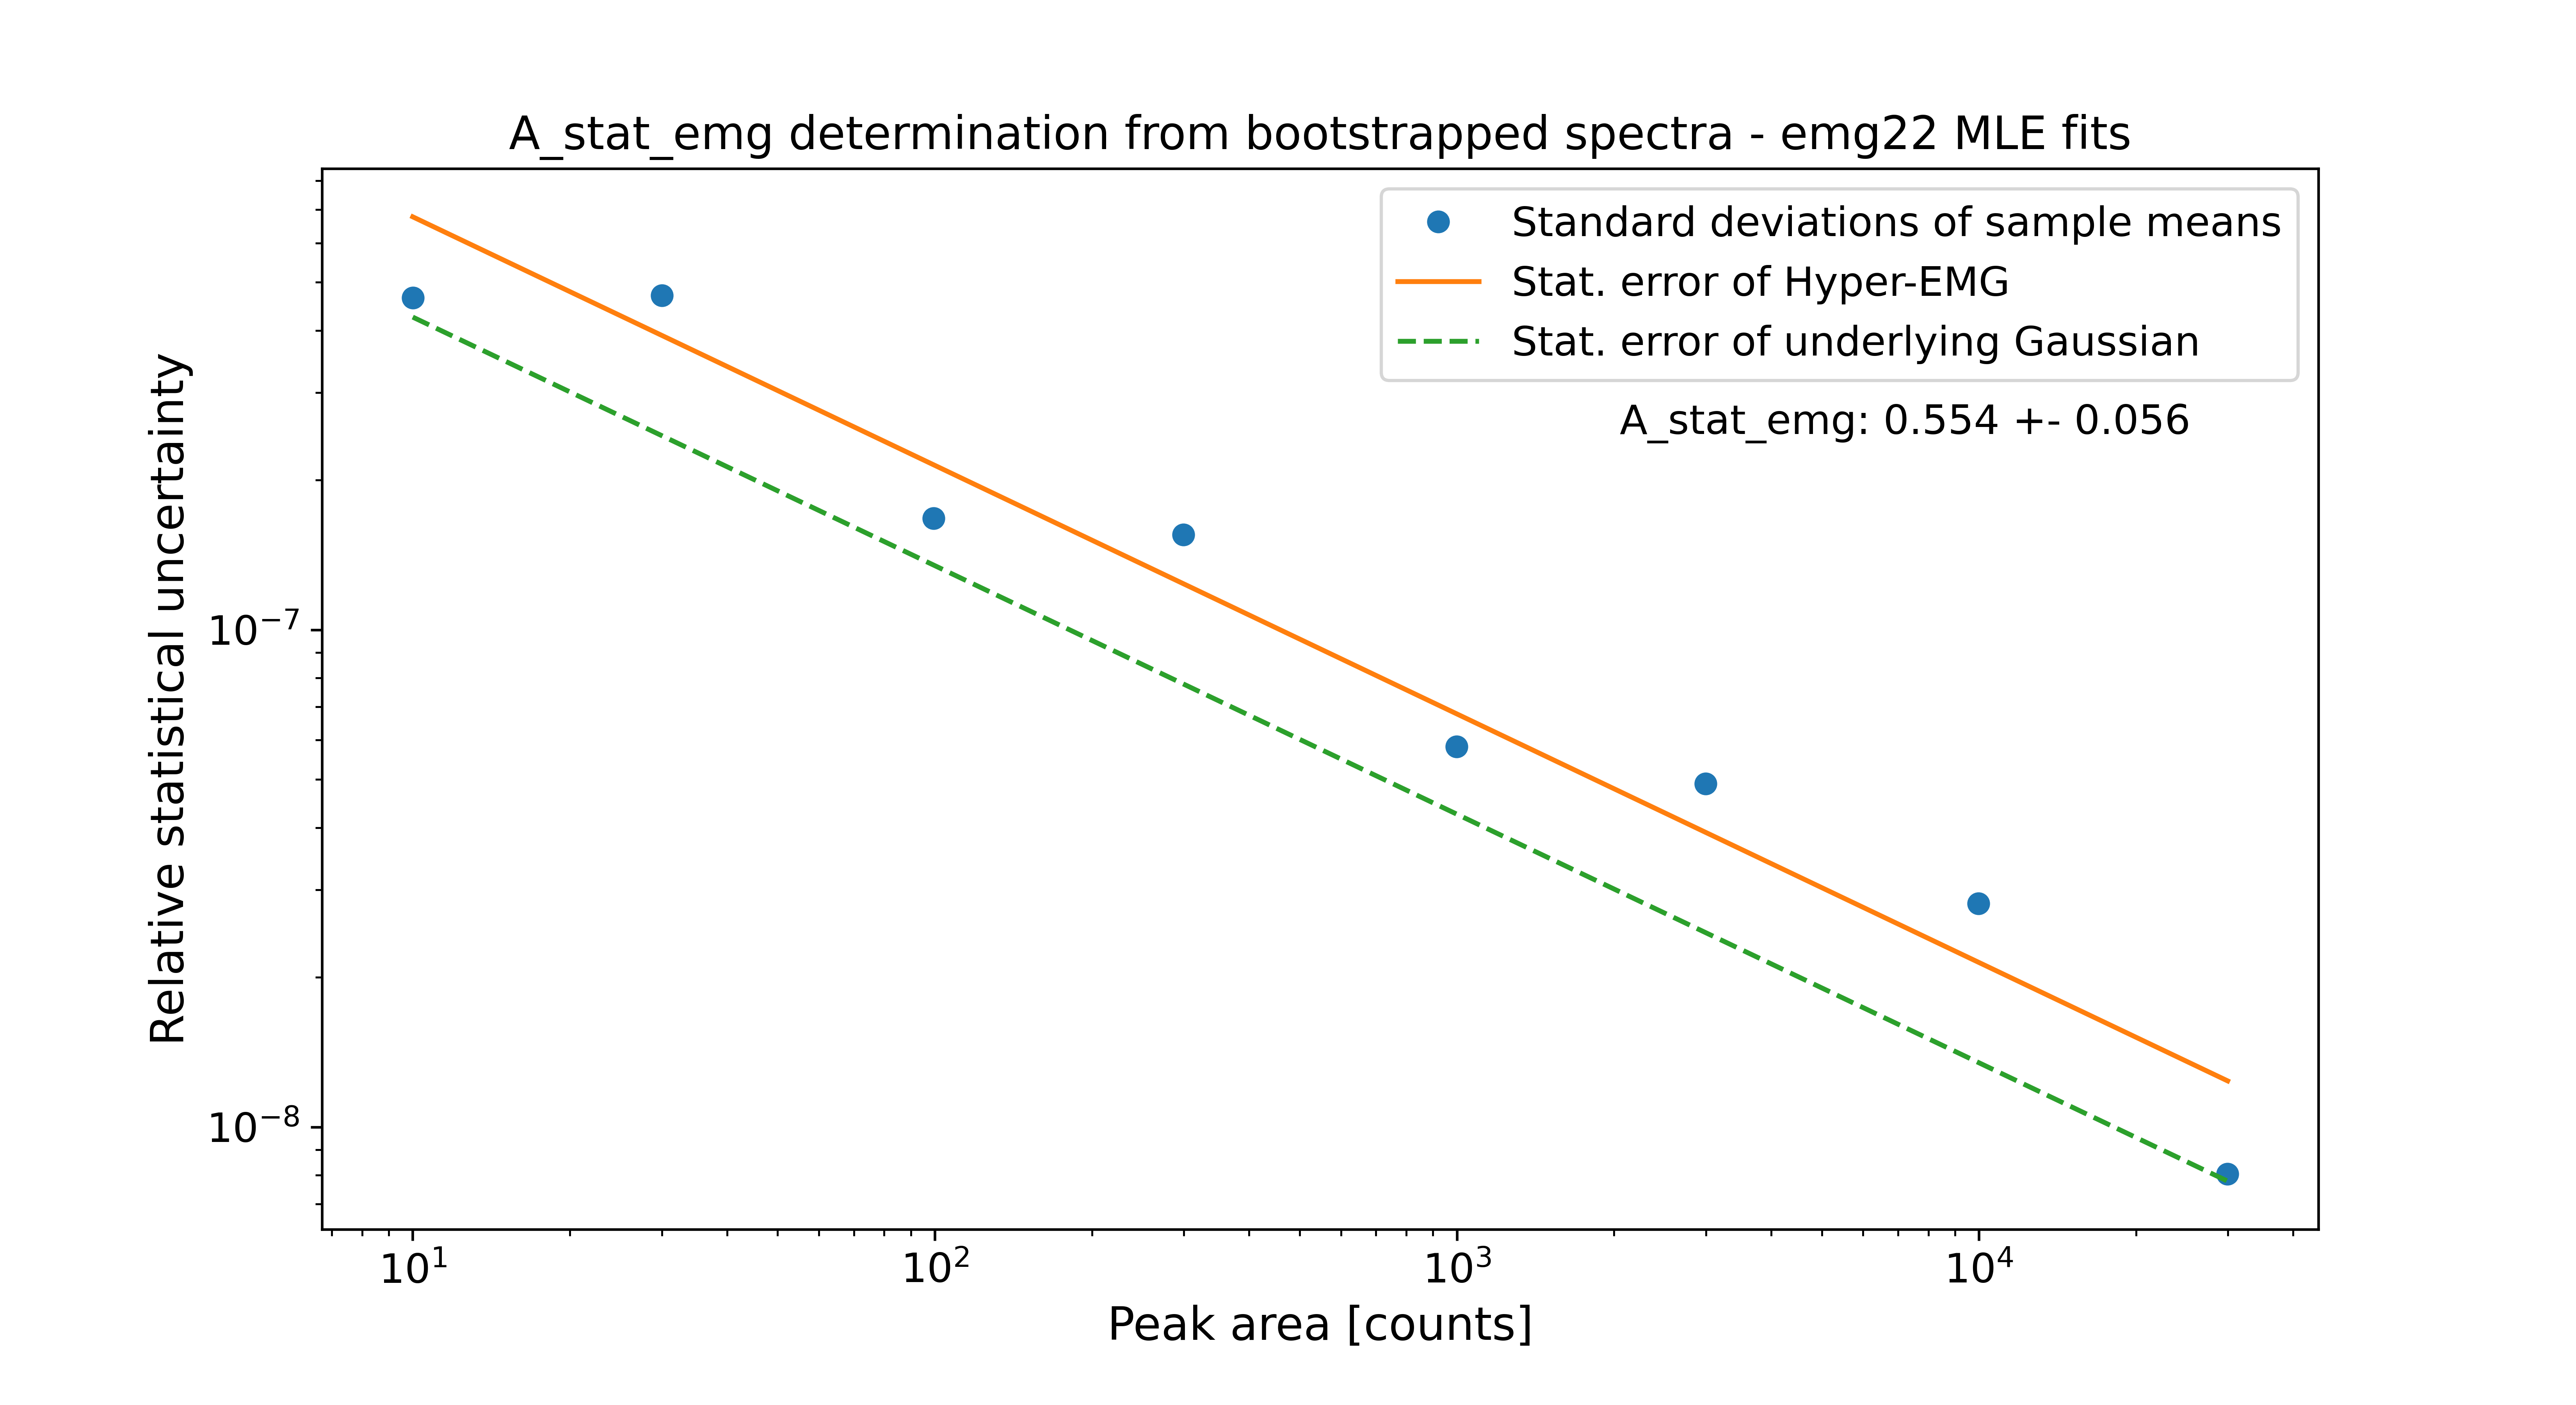 A_stat_emg determination from bootstrapped spectra - emg22 MLE fits
Standard deviations of sample means
Stat. error of Hyper-EMG
Stat. error of underlying Gaussian
A_stat_emg: 0.554 +- 0.056
Relative statistical uncertainty
10⁻⁷
10⁻⁸
10¹ 10² 10³ 10⁴
Peak area [counts]